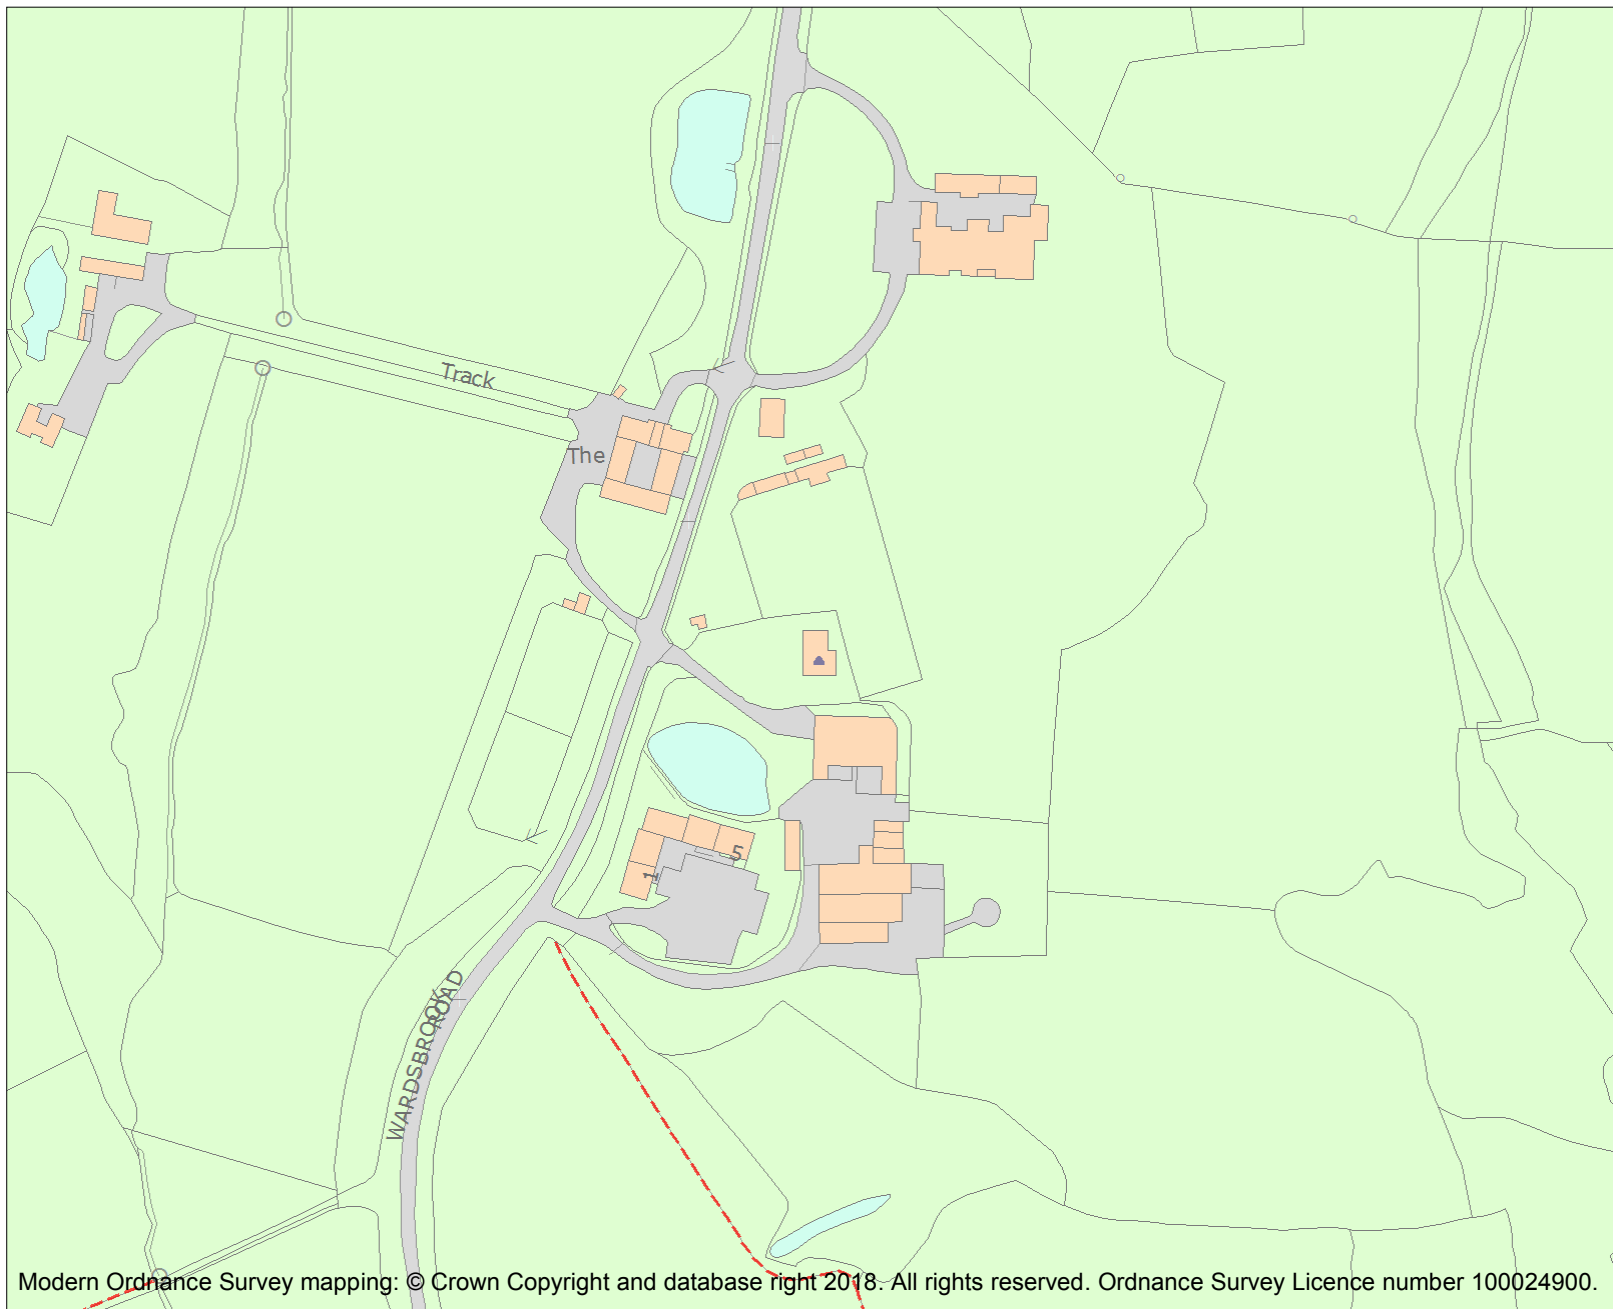 Track
The
5
1
WARDSBROOK
ROAD
Modern Ordnance Survey mapping: © Crown Copyright and database right 2018. All rights reserved. Ordnance Survey Licence number 100024900.